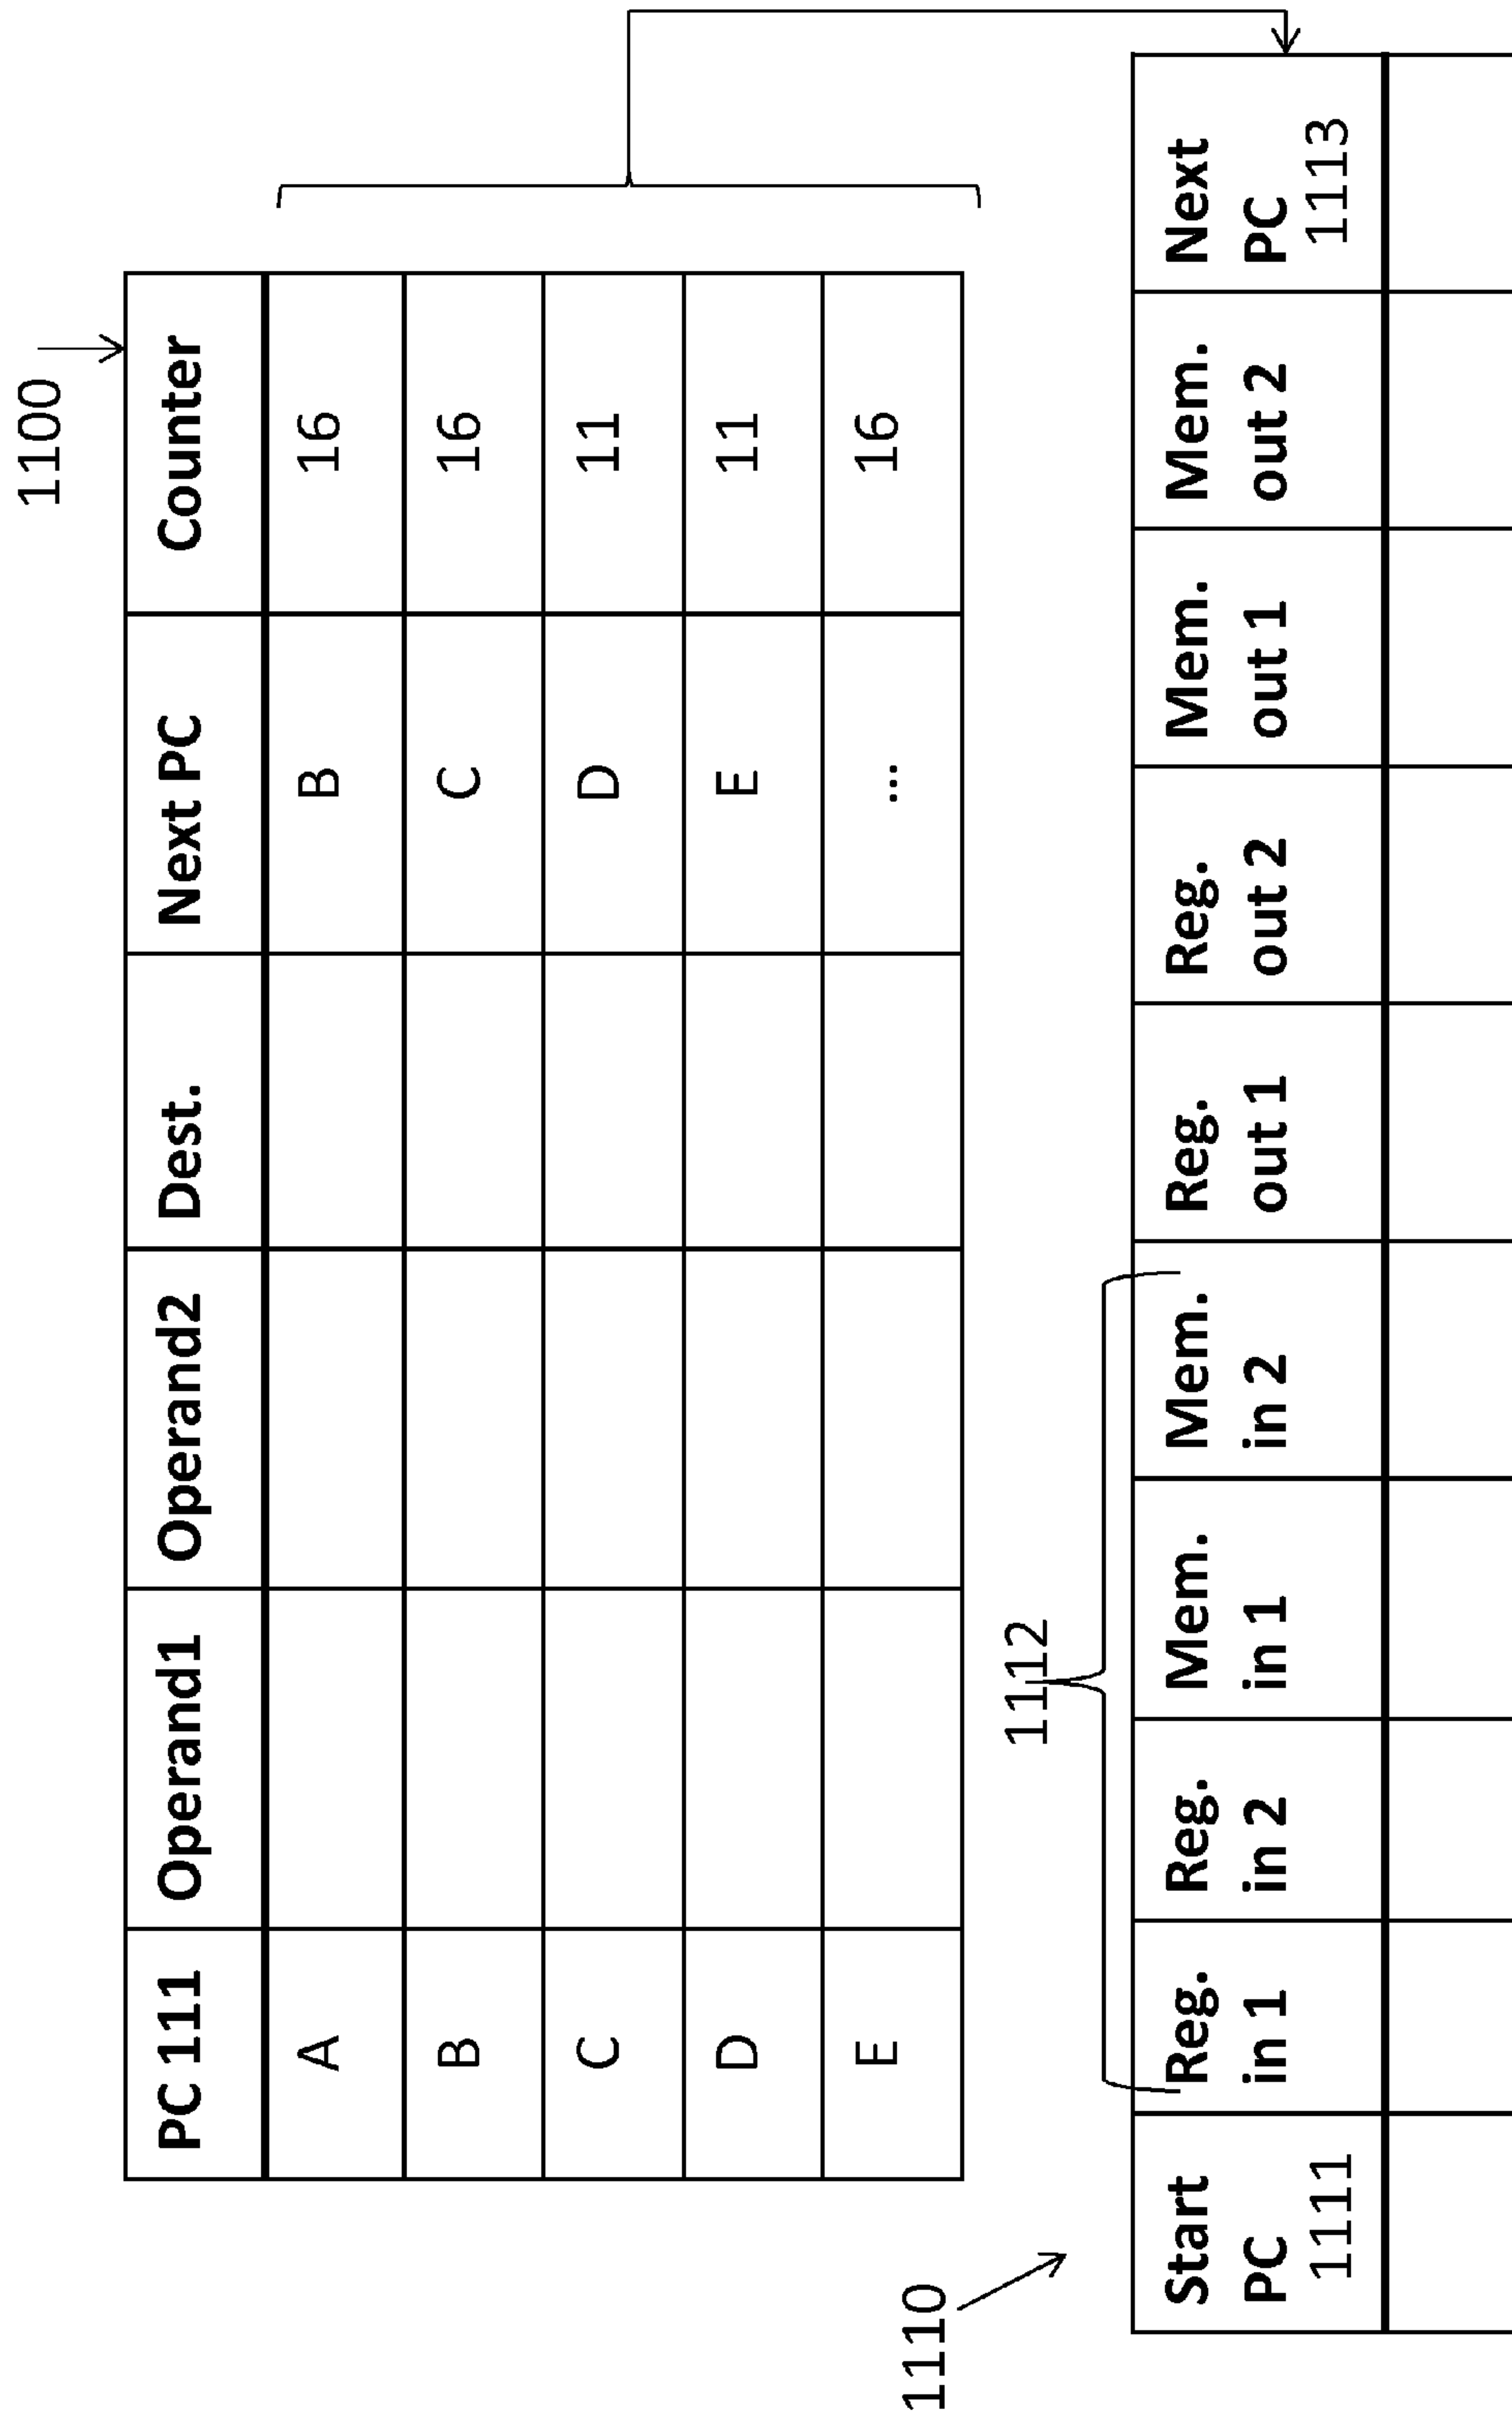 1100
PC 111 Operand1 Operand2 Dest. Next PC Counter
A B 16
B C 16
C D 11
D E 11
E ... 16
1110
1112
Start Reg. Reg. Mem. Mem. Reg. Reg. Mem. Mem. Next
PC in 1 in 2 in 1 in 2 out 1 out 2 out 1 out 2 PC
1111 1113